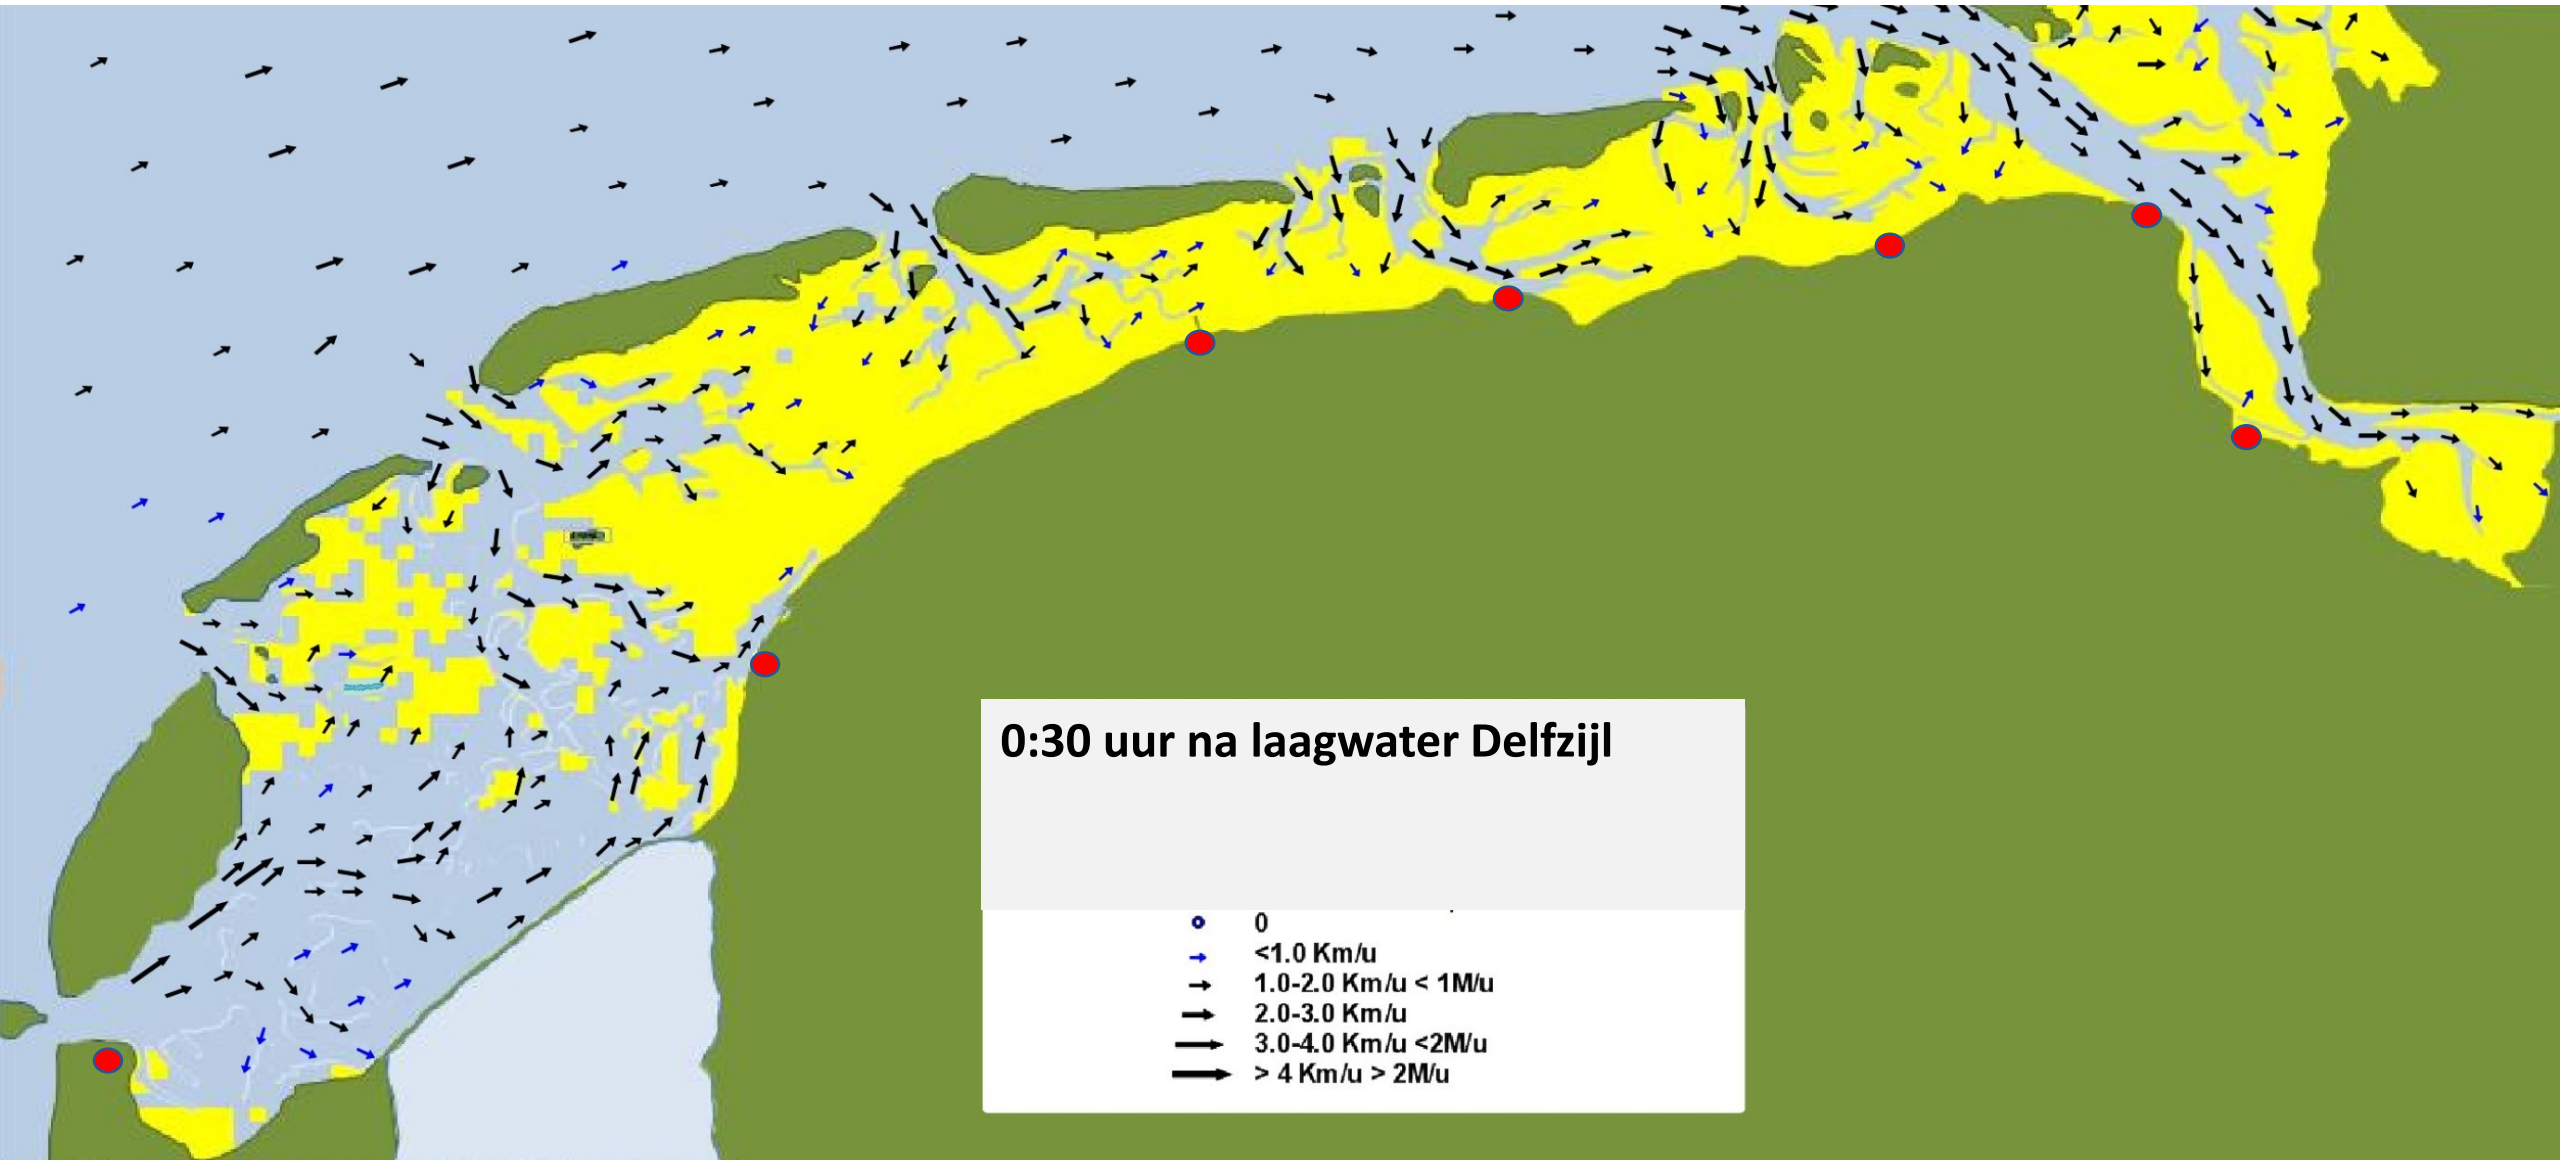 0:30 uur na laagwater Delfzijl
0
<1.0 Km/u
1.0-2.0 Km/u < 1M/u
2.0-3.0 Km/u
3.0-4.0 Km/u <2M/u
> 4 Km/u > 2M/u